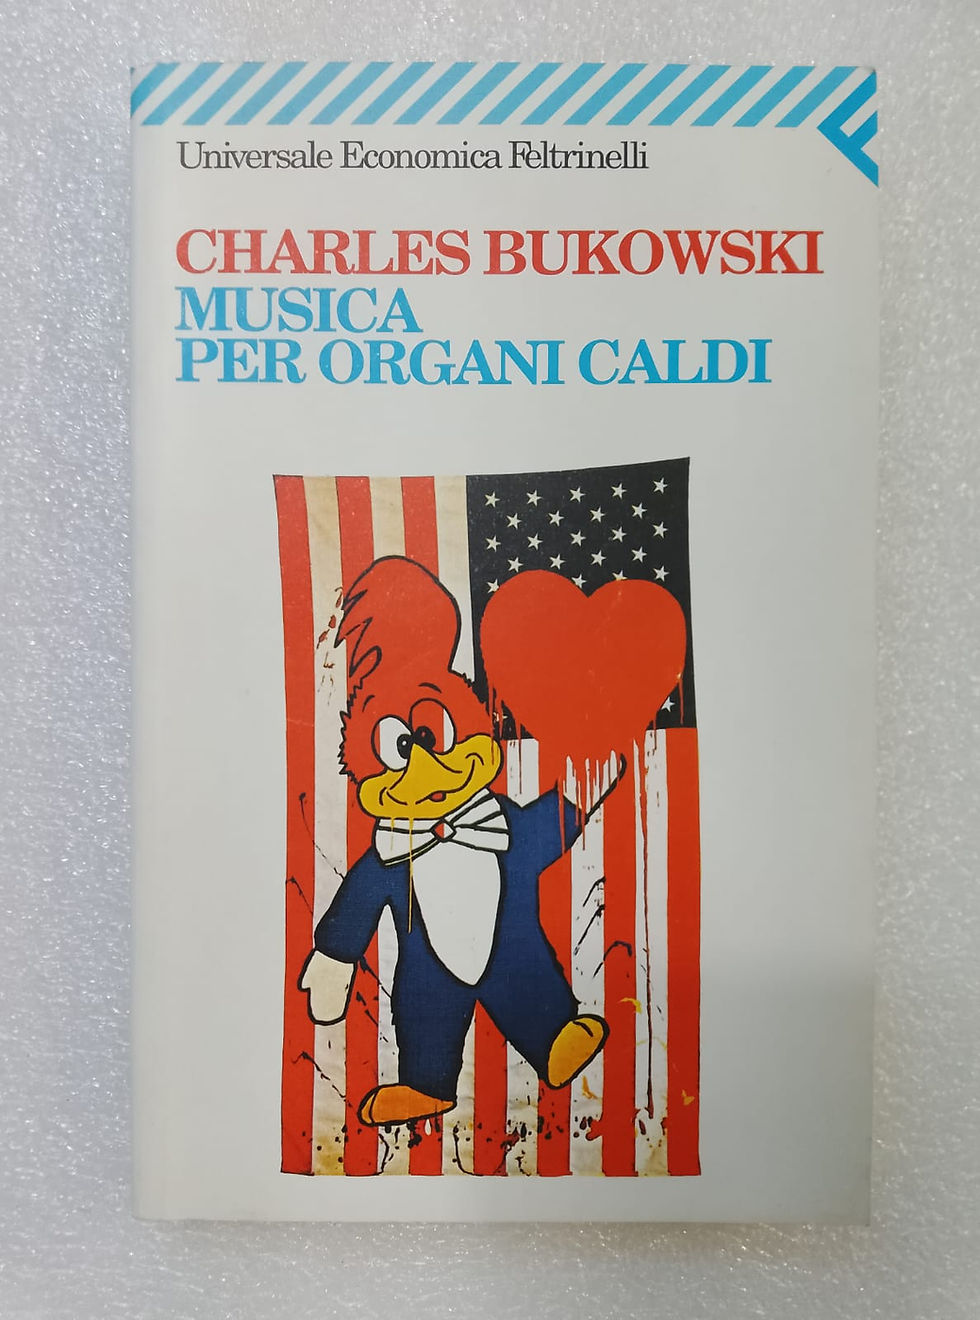 Universale Economica Feltrinelli
CHARLES BUKOWSKI
MUSICA
PER ORGANI CALDI